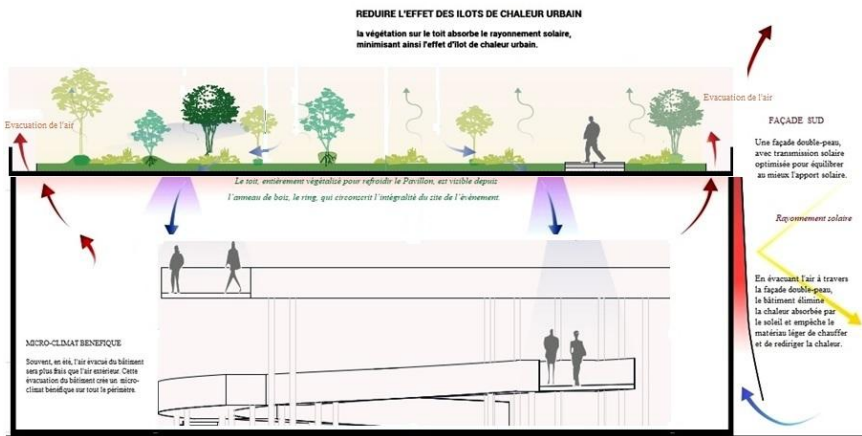 REDUIRE L'EFFET DES ILOTS DE CHALEUR URBAIN
la végétation sur le toit absorbe le rayonnement solaire,
minimisant ainsi l'effet d'îlot de chaleur urbain.
Evacuation de l'air
Evacuation de l'air
FAÇADE SUD
Une façade double-peau,
avec transmission solaire
optimisée pour équilibrer
au mieux l'apport solaire.
Le toit, entièrement végétalisé pour refroidir le Pavillon, est visible depuis
l'anneau de bois, le ring, qui circonscrit l'intégralité du site de l'événement.
Rayonnement solaire
En évacuant l'air à travers
la façade double-peau,
le bâtiment élimine
la chaleur absorbée par
le soleil et empêche le
matériau léger de chauffer
et de rediriger la chaleur.
MICRO-CLIMAT BENEFIQUE
Souvent, en été, l'air évacué du bâtiment
sera plus frais que l'air extérieur. Cette
évacuation du bâtiment crée un micro-
climat bénéfique sur tout le périmètre.